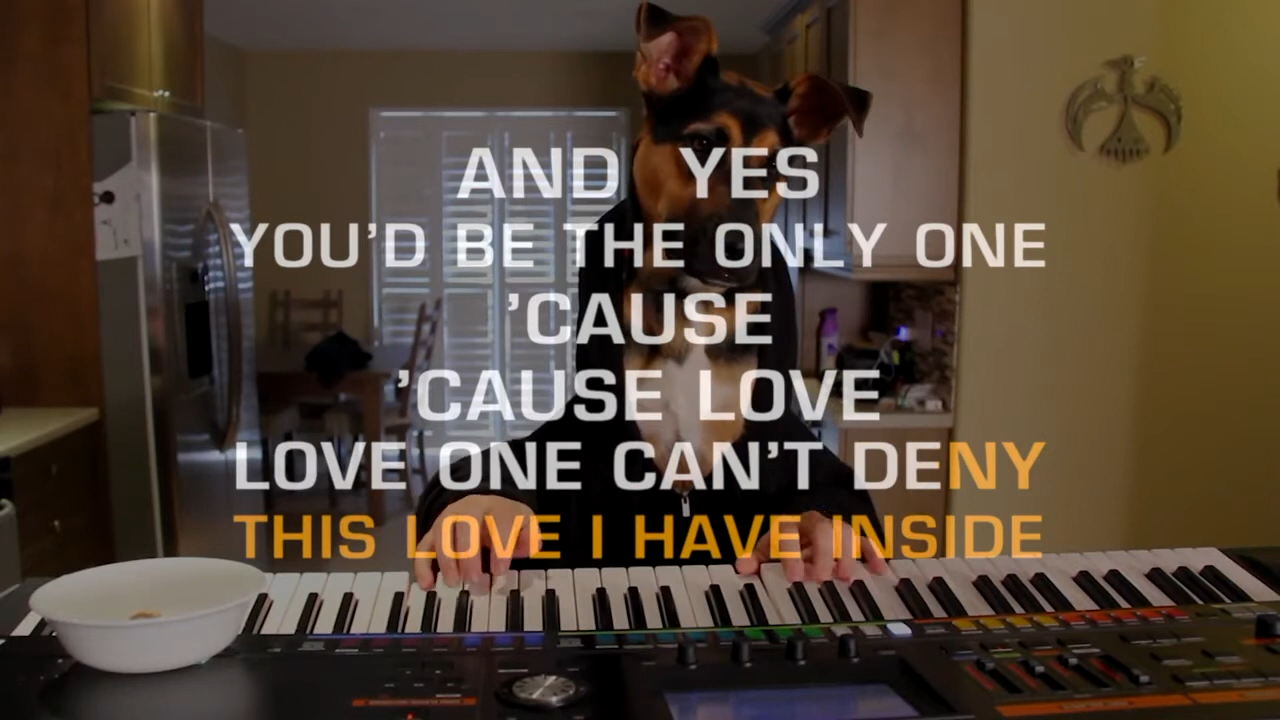 AND YES
YOU'D BE THE ONLY ONE
'CAUSE
'CAUSE LOVE
LOVE ONE CAN'T DENY
THIS LOVE I HAVE INSIDE